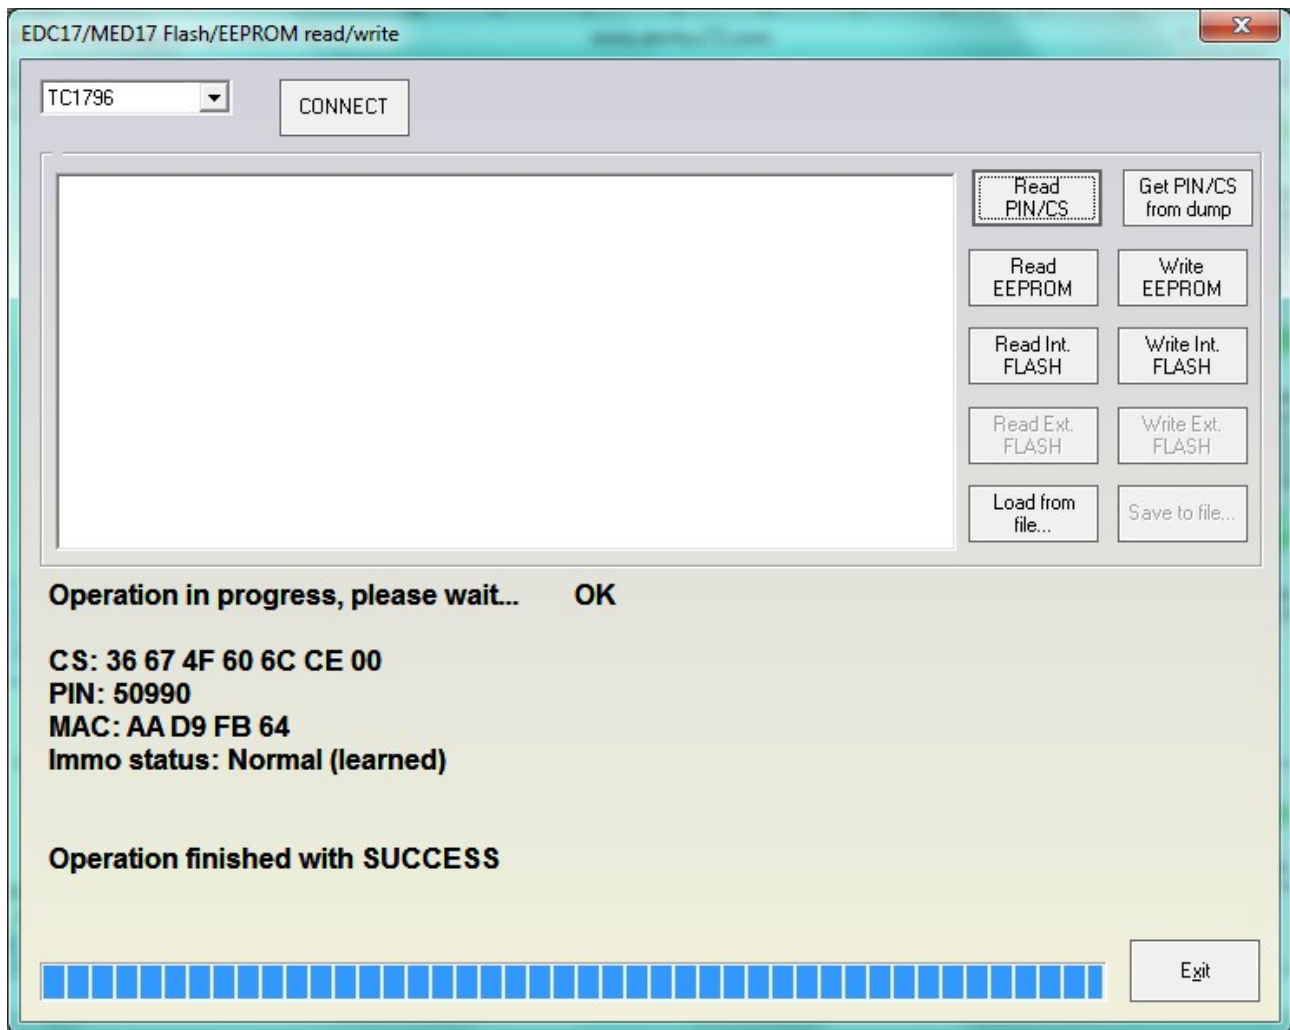 EDC17/MED17 Flash/EEPROM read/write
X
TC1796
CONNECT
Read
PIN/CS
Get PIN/CS
from dump
Read
EEPROM
Write
EEPROM
Read Int.
FLASH
Write Int.
FLASH
Read Ext.
FLASH
Write Ext.
FLASH
Load from
file...
Save to file...
Operation in progress, please wait... OK
CS: 36 67 4F 60 6C CE 00
PIN: 50990
MAC: AA D9 FB 64
Immo status: Normal (learned)
Operation finished with SUCCESS
Exit